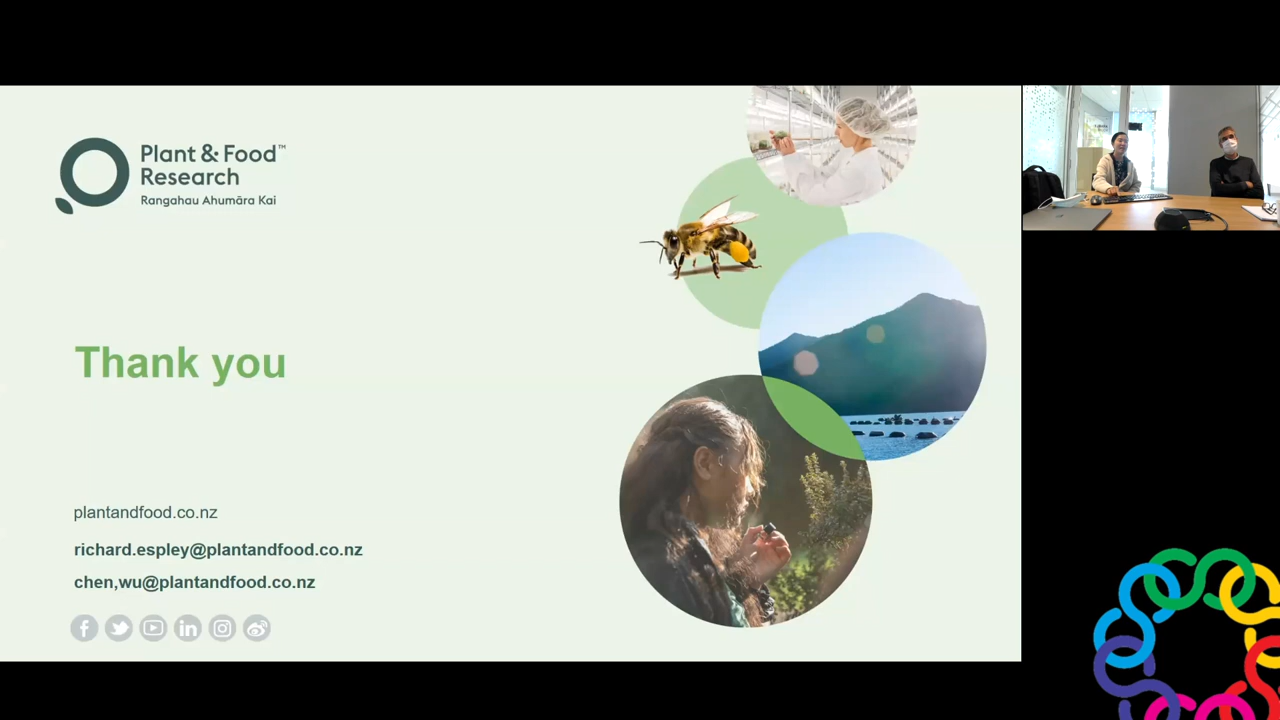 Plant & Food™
Research
Rangahau Ahumāra Kai
Thank you
plantandfood.co.nz
richard.espley@plantandfood.co.nz
chen,wu@plantandfood.co.nz